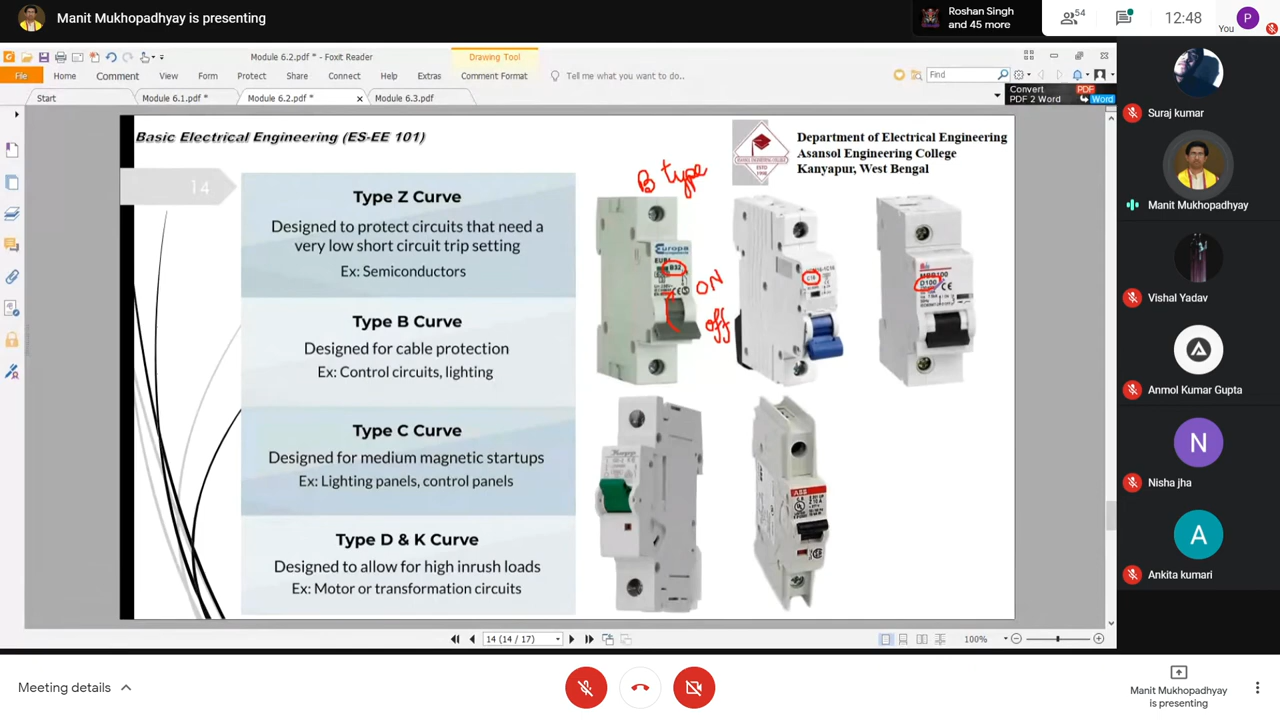 Manit Mukhopadhyay is presenting
Roshan Singh
and 45 more
54
12:48
You
P
Module 6.2.pdf * - Foxit Reader
Drawing Tool
File
Home
Comment
View
Form
Protect
Share
Connect
Help
Extras
Comment Format
Tell me what you want to do..
Find
Start
Module 6.1.pdf *
Module 6.2.pdf *
Module 6.3.pdf
Convert
PDF 2 Word
PDF
Word
Basic Electrical Engineering (ES-EE 101)
Department of Electrical Engineering
Asansol Engineering College
Kanyapur, West Bengal
14
Type Z Curve
Designed to protect circuits that need a
very low short circuit trip setting
Ex: Semiconductors
Type B Curve
Designed for cable protection
Ex: Control circuits, lighting
Type C Curve
Designed for medium magnetic startups
Ex: Lighting panels, control panels
Type D & K Curve
Designed to allow for high inrush loads
Ex: Motor or transformation circuits
B type
Europa
B32
ON
off
C16
D100
CE
ABB
14 (14 / 17)
100%
Suraj kumar
Manit Mukhopadhyay
Vishal Yadav
Anmol Kumar Gupta
N
Nisha jha
A
Ankita kumari
Meeting details
Manit Mukhopadhyay
is presenting